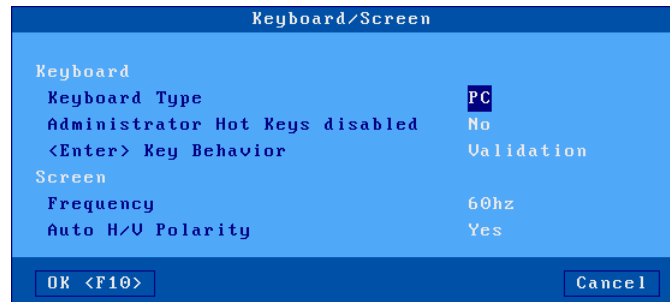 Keyboard/Screen
Keyboard
Keyboard Type PC
Administrator Hot Keys disabled No
<Enter> Key Behavior Validation
Screen
Frequency 60hz
Auto H/V Polarity Yes
OK <F10> Cancel